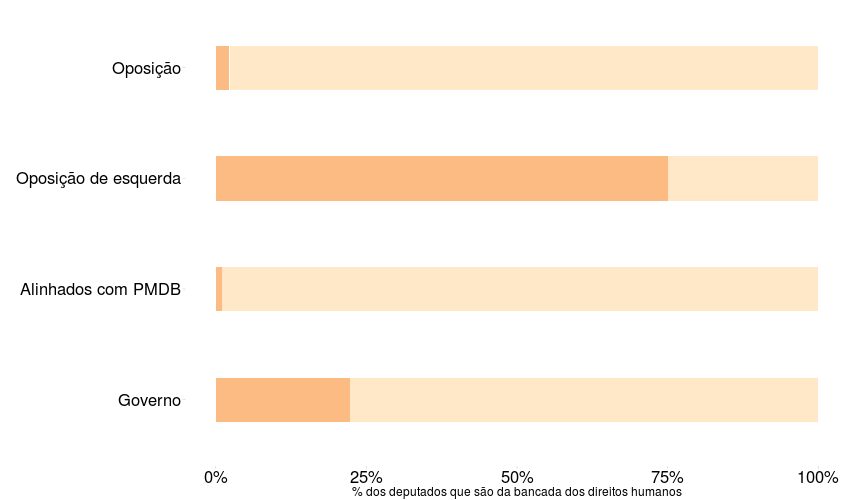 Oposição
Oposição de esquerda
Alinhados com PMDB
Governo
0% 25% 50% 75% 100%
% dos deputados que são da bancada dos direitos humanos